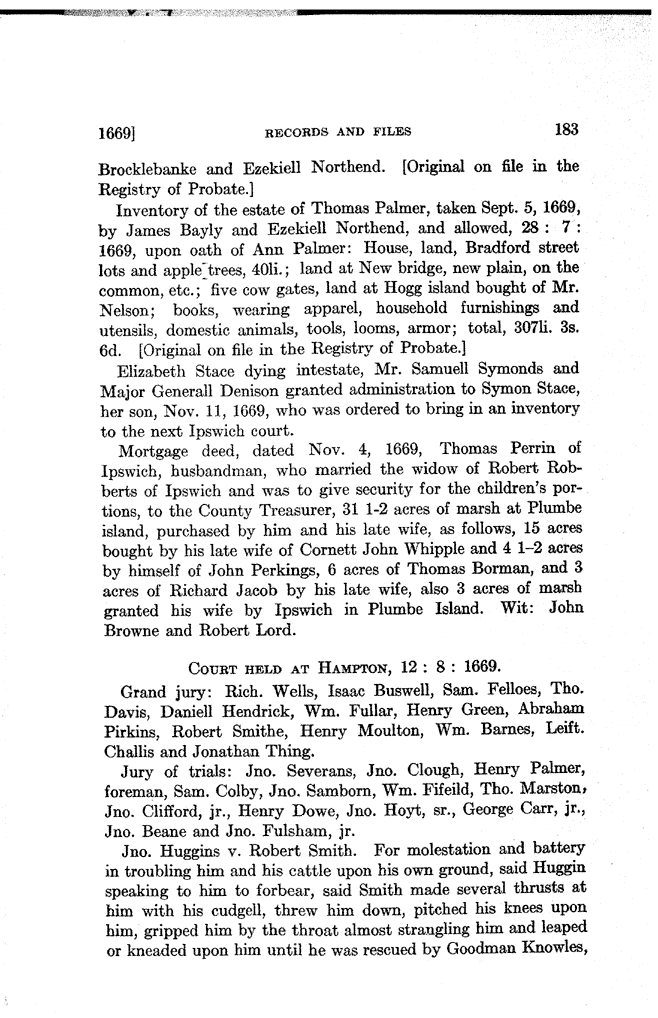 1669] RECORDS AND FILES 183
Brocklebanke and Ezekiell Northend. [Original on file in the
Registry of Probate.]
Inventory of the estate of Thomas Palmer, taken Sept. 5, 1669,
by James Bayly and Ezekiell Northend, and allowed, 28 : 7 :
1669, upon oath of Ann Palmer: House, land, Bradford street
lots and apple trees, 40li.; land at New bridge, new plain, on the
common, etc.; five cow gates, land at Hogg island bought of Mr.
Nelson; books, wearing apparel, household furnishings and
utensils, domestic animals, tools, looms, armor; total, 307li. 3s.
6d. [Original on file in the Registry of Probate.]
Elizabeth Stace dying intestate, Mr. Samuell Symonds and
Major Generall Denison granted administration to Symon Stace,
her son, Nov. 11, 1669, who was ordered to bring in an inventory
to the next Ipswich court.
Mortgage deed, dated Nov. 4, 1669, Thomas Perrin of
Ipswich, husbandman, who married the widow of Robert Rob-
berts of Ipswich and was to give security for the children's por-
tions, to the County Treasurer, 31 1-2 acres of marsh at Plumbe
island, purchased by him and his late wife, as follows, 15 acres
bought by his late wife of Cornett John Whipple and 4 1-2 acres
by himself of John Perkings, 6 acres of Thomas Borman, and 3
acres of Richard Jacob by his late wife, also 3 acres of marsh
granted his wife by Ipswich in Plumbe Island. Wit: John
Browne and Robert Lord.
COURT HELD AT HAMPTON, 12 : 8 : 1669.
Grand jury: Rich. Wells, Isaac Buswell, Sam. Felloes, Tho.
Davis, Daniell Hendrick, Wm. Fullar, Henry Green, Abraham
Pirkins, Robert Smithe, Henry Moulton, Wm. Barnes, Leift.
Challis and Jonathan Thing.
Jury of trials: Jno. Severans, Jno. Clough, Henry Palmer,
foreman, Sam. Colby, Jno. Samborn, Wm. Fifeild, Tho. Marston,
Jno. Clifford, jr., Henry Dowe, Jno. Hoyt, sr., George Carr, jr.,
Jno. Beane and Jno. Fulsham, jr.
Jno. Huggins v. Robert Smith. For molestation and battery
in troubling him and his cattle upon his own ground, said Huggin
speaking to him to forbear, said Smith made several thrusts at
him with his cudgell, threw him down, pitched his knees upon
him, gripped him by the throat almost strangling him and leaped
or kneaded upon him until he was rescued by Goodman Knowles,